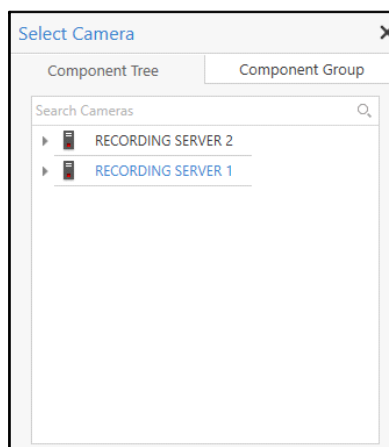 Select Camera
Component Tree
Component Group
Search Cameras
RECORDING SERVER 2
RECORDING SERVER 1